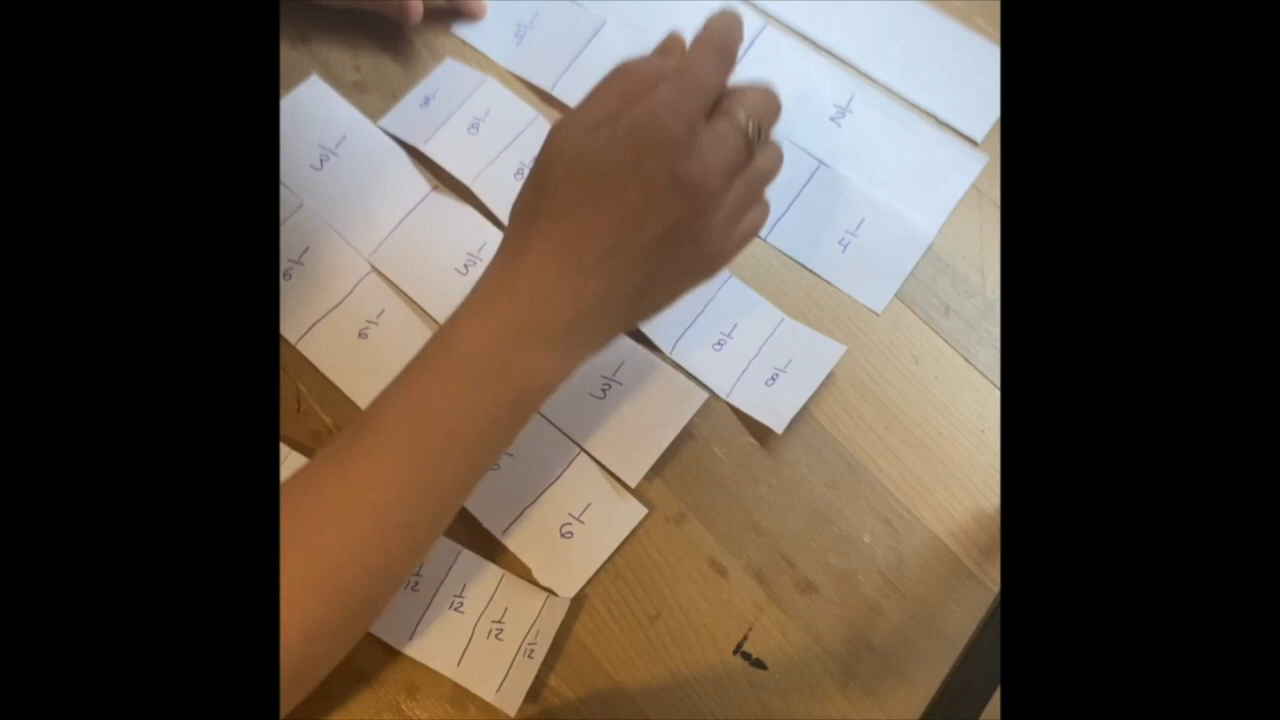 1/4
1/2
1/4
1/8 1/8 1/8
1/8 1/8
1/3 1/3 1/3
1/6 1/6
1/6
1/12 1/12 1/12 1/12